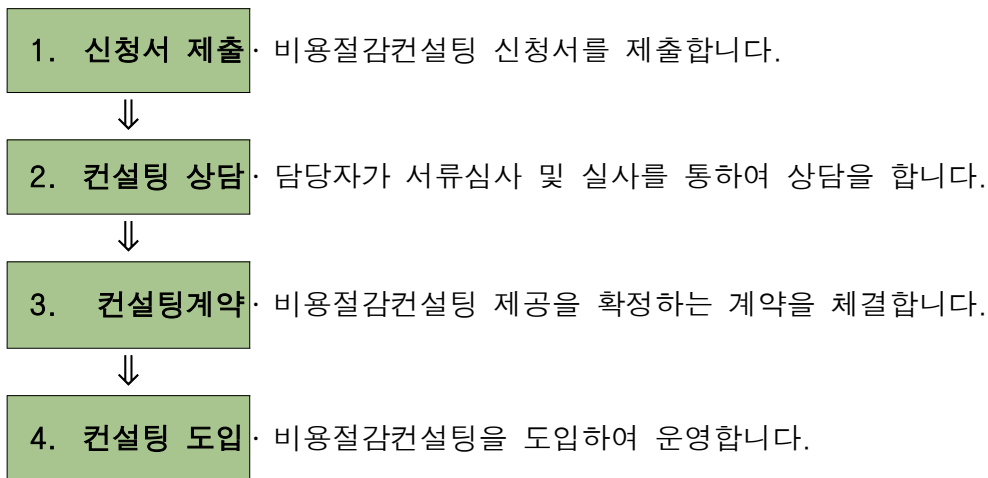 1. 신청서 제출· 비용절감컨설팅 신청서를 제출합니다.
⇓
2. 컨설팅 상담· 담당자가 서류심사 및 실사를 통하여 상담을 합니다.
⇓
3. 컨설팅계약· 비용절감컨설팅 제공을 확정하는 계약을 체결합니다.
⇓
4. 컨설팅 도입· 비용절감컨설팅을 도입하여 운영합니다.